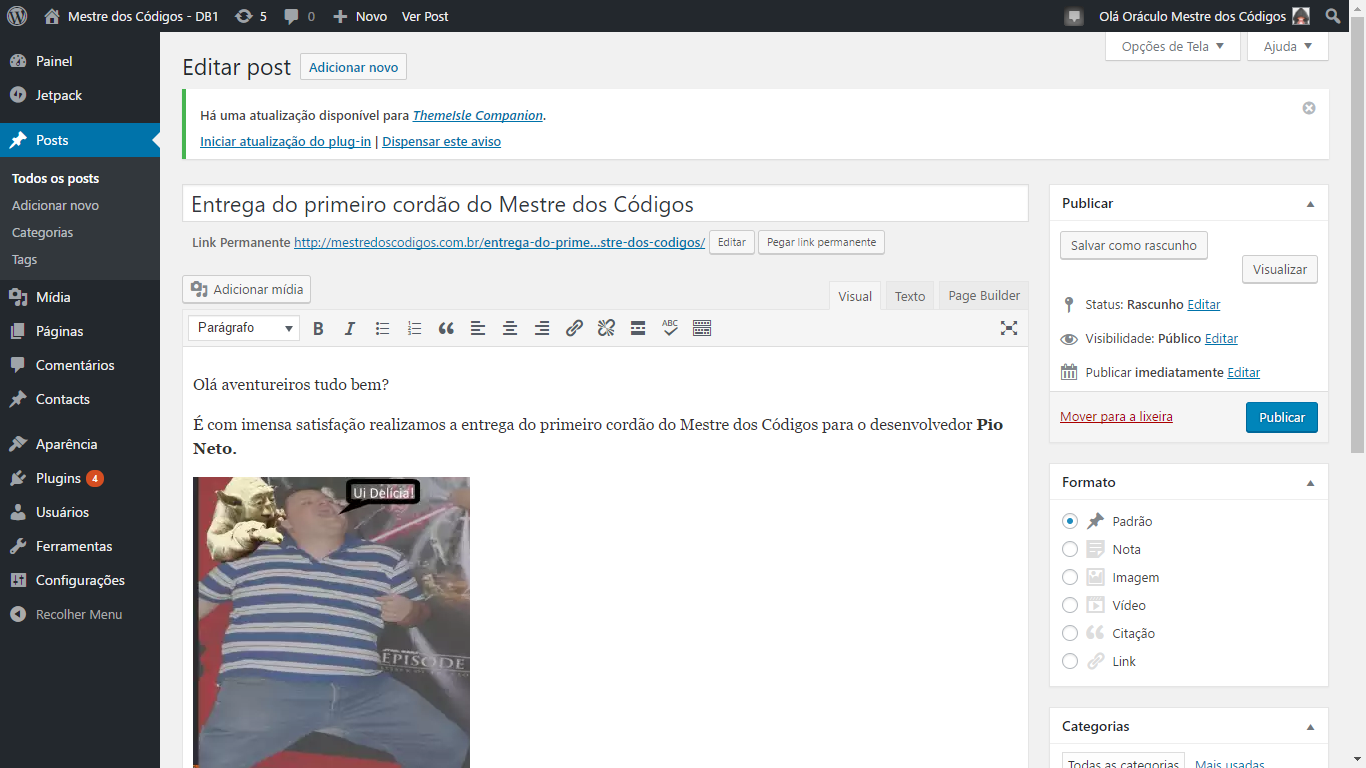 Mestre dos Códigos - DB1
5
0
Novo
Ver Post
Olá Oráculo Mestre dos Códigos
Painel
Jetpack
Posts
Todos os posts
Adicionar novo
Categorias
Tags
Mídia
Páginas
Comentários
Contacts
Aparência
Plugins 4
Usuários
Ferramentas
Configurações
Recolher Menu
Opções de Tela
Ajuda
Editar post Adicionar novo
Há uma atualização disponível para ThemeIsle Companion.
Iniciar atualização do plug-in | Dispensar este aviso
Entrega do primeiro cordão do Mestre dos Códigos
Link Permanente http://mestredoscodigos.com.br/entrega-do-prime...stre-dos-codigos/ Editar Pegar link permanente
Adicionar mídia
Visual Texto Page Builder
Parágrafo B I ABC
Olá aventureiros tudo bem?
É com imensa satisfação realizamos a entrega do primeiro cordão do Mestre dos Códigos para o desenvolvedor Pio
Neto.
Ui Delícia!
EPISODE
Publicar
Salvar como rascunho
Visualizar
Status: Rascunho Editar
Visibilidade: Público Editar
Publicar imediatamente Editar
Mover para a lixeira Publicar
Formato
Padrão
Nota
Imagem
Vídeo
Citação
Link
Categorias
Todas as categorias Mais usadas